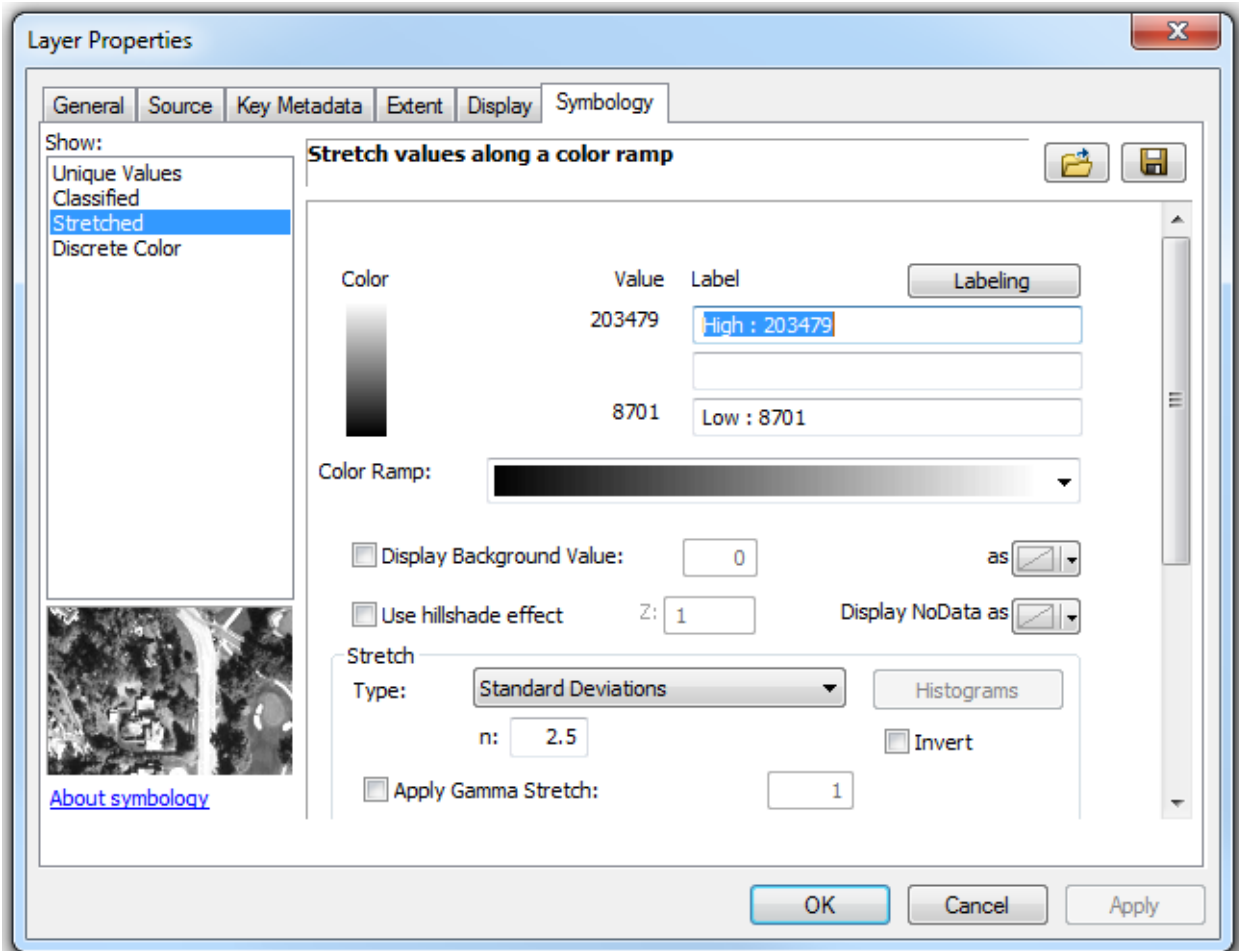 Layer Properties
General Source Key Metadata Extent Display Symbology
Show:
Unique Values
Classified
Stretched
Discrete Color
About symbology
Stretch values along a color ramp
Color Value Label Labeling
203479 High : 203479
8701 Low : 8701
Color Ramp:
Display Background Value: 0 as
Use hillshade effect Z: 1 Display NoData as
Stretch
Type: Standard Deviations Histograms
n: 2.5 Invert
Apply Gamma Stretch: 1
OK Cancel Apply